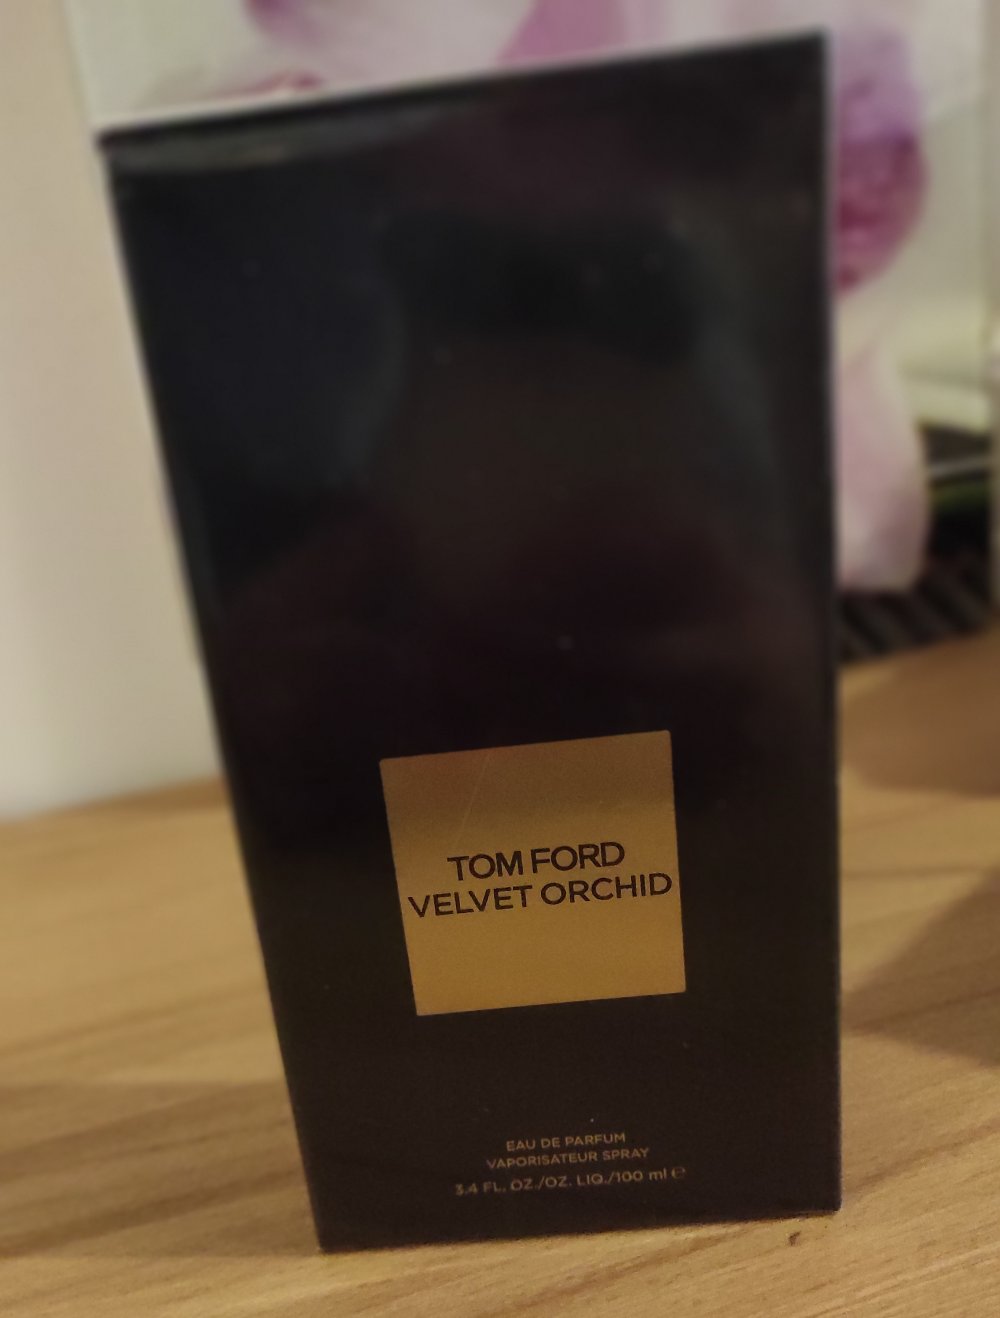 TOM FORD
VELVET ORCHID
EAU DE PARFUM
VAPORISATEUR SPRAY
3.4 FL. OZ./OZ. LIQ./100 ml ℮